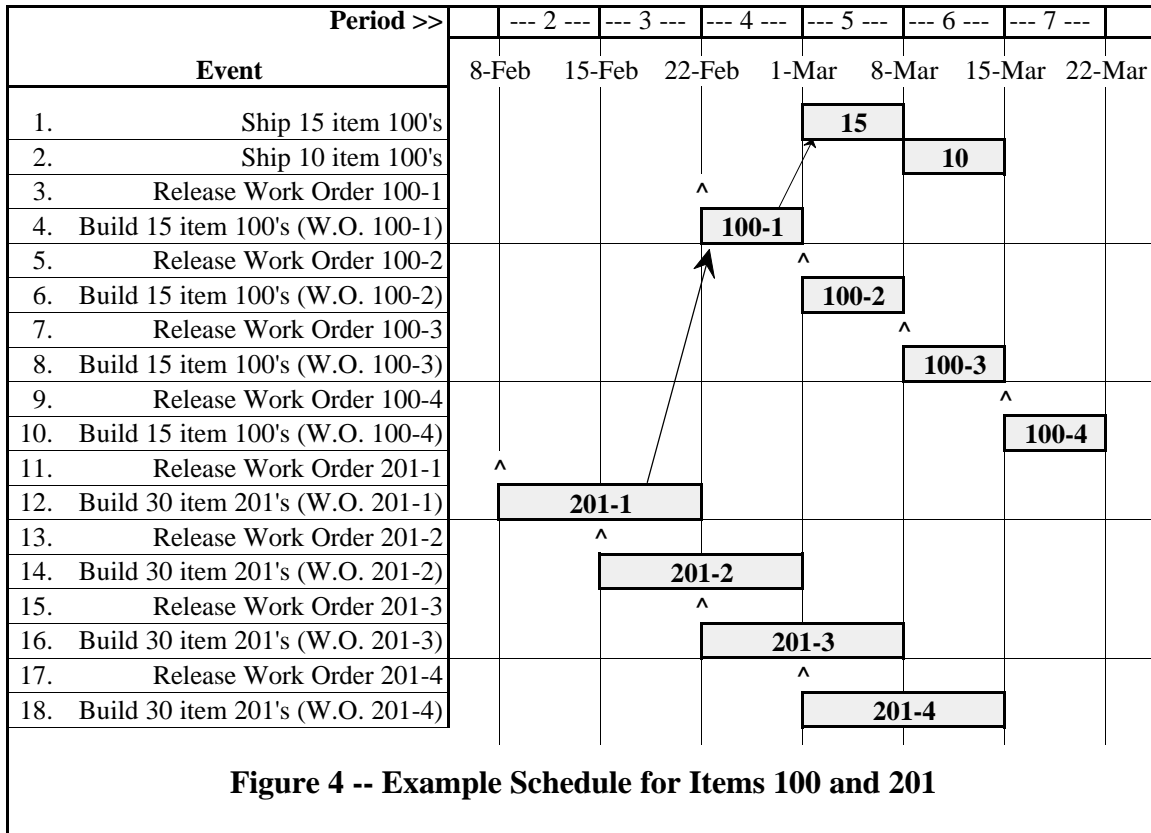 Period >> --- 2 --- --- 3 --- --- 4 --- --- 5 --- --- 6 --- --- 7 ---
Event 8-Feb 15-Feb 22-Feb 1-Mar 8-Mar 15-Mar 22-Mar
1. Ship 15 item 100's 15
2. Ship 10 item 100's 10
3. Release Work Order 100-1 ^
4. Build 15 item 100's (W.O. 100-1) 100-1
5. Release Work Order 100-2 ^
6. Build 15 item 100's (W.O. 100-2) 100-2
7. Release Work Order 100-3 ^
8. Build 15 item 100's (W.O. 100-3) 100-3
9. Release Work Order 100-4 ^
10. Build 15 item 100's (W.O. 100-4) 100-4
11. Release Work Order 201-1 ^
12. Build 30 item 201's (W.O. 201-1) 201-1
13. Release Work Order 201-2 ^
14. Build 30 item 201's (W.O. 201-2) 201-2
15. Release Work Order 201-3 ^
16. Build 30 item 201's (W.O. 201-3) 201-3
17. Release Work Order 201-4 ^
18. Build 30 item 201's (W.O. 201-4) 201-4
Figure 4 -- Example Schedule for Items 100 and 201